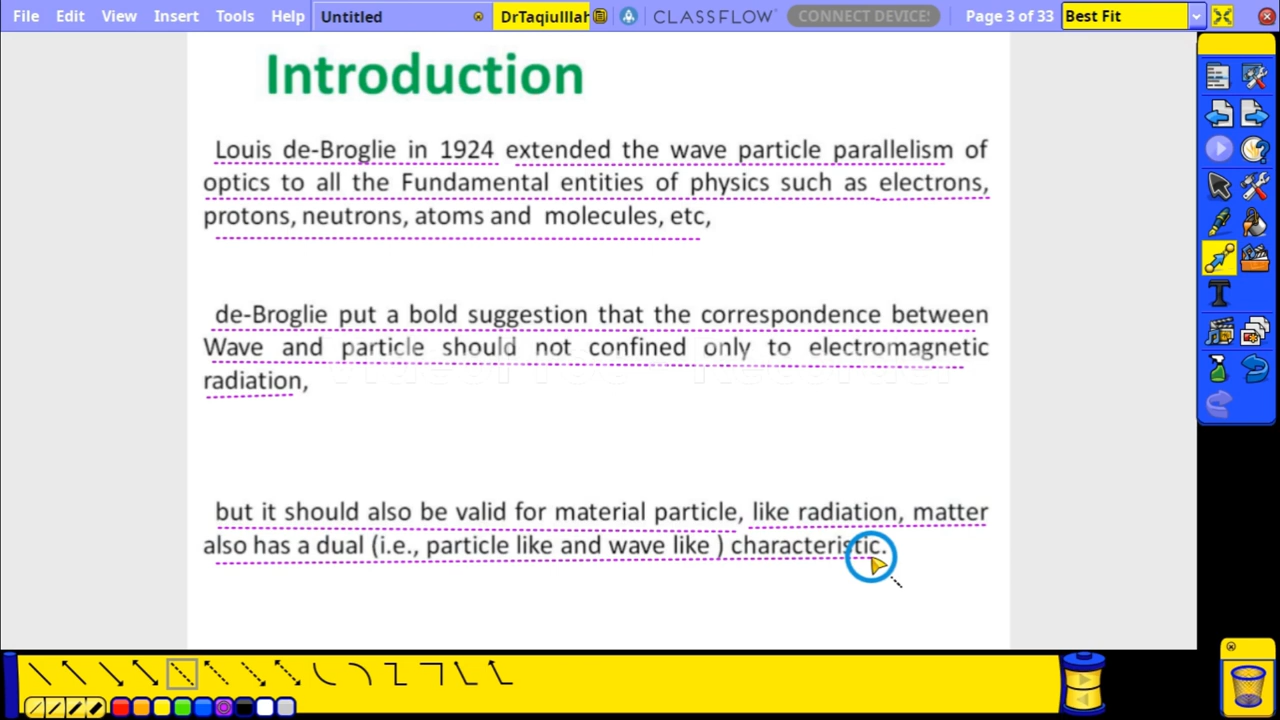 File Edit View Insert Tools Help Untitled DrTaqiulllah CLASSFLOW CONNECT DEVICE! Page 3 of 33 Best Fit
Introduction
Louis de-Broglie in 1924 extended the wave particle parallelism of
optics to all the Fundamental entities of physics such as electrons,
protons, neutrons, atoms and molecules, etc,
de-Broglie put a bold suggestion that the correspondence between
Wave and particle should not confined only to electromagnetic
radiation,
but it should also be valid for material particle, like radiation, matter
also has a dual (i.e., particle like and wave like ) characteristic.